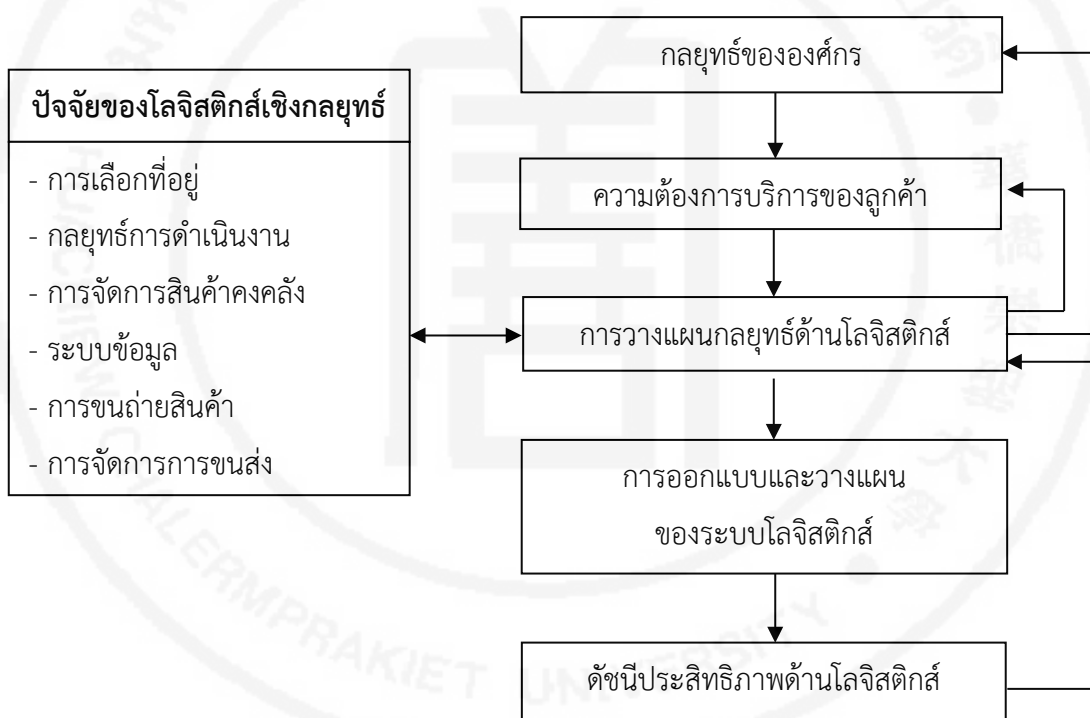 กลยุทธ์ขององค์กร
ปัจจัยของโลจิสติกส์เชิงกลยุทธ์
- การเลือกที่อยู่
- กลยุทธ์การดำเนินงาน
- การจัดการสินค้าคงคลัง
- ระบบข้อมูล
- การขนถ่ายสินค้า
- การจัดการการขนส่ง
ความต้องการบริการของลูกค้า
การวางแผนกลยุทธ์ด้านโลจิสติกส์
การออกแบบและวางแผน
ของระบบโลจิสติกส์
ดัชนีประสิทธิภาพด้านโลจิสติกส์
CHALERMPRAKIET UNIVERSITY